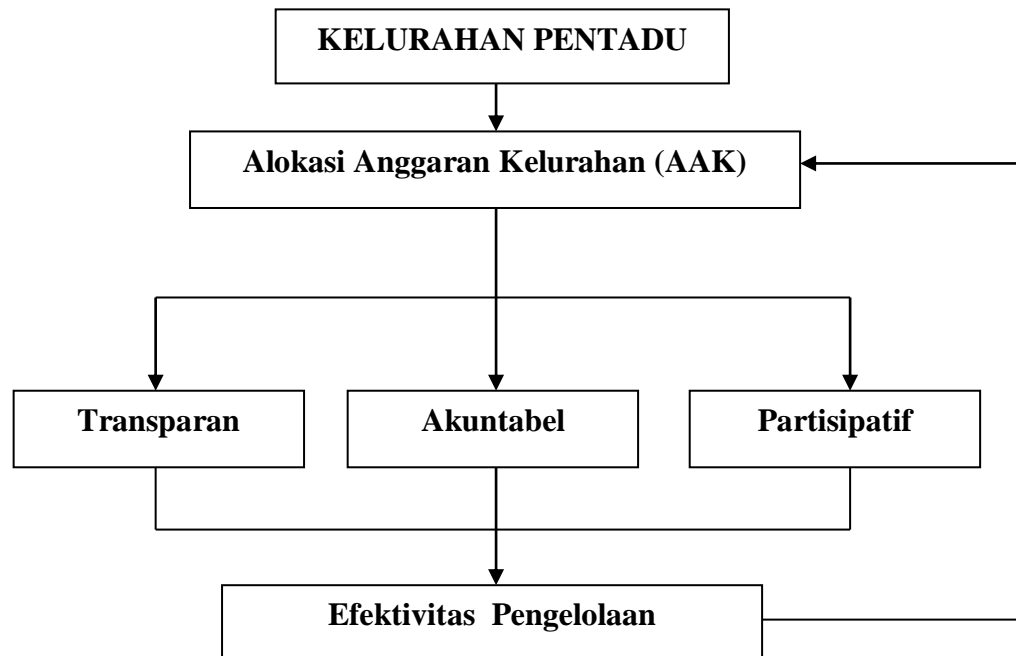 KELURAHAN PENTADU
Alokasi Anggaran Kelurahan (AAK)
Transparan
Akuntabel
Partisipatif
Efektivitas Pengelolaan